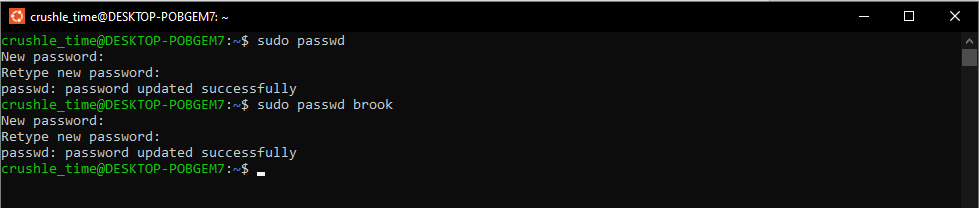 crushle_time@DESKTOP-POBGEM7: ~
crushle_time@DESKTOP-POBGEM7:~$ sudo passwd
New password:
Retype new password:
passwd: password updated successfully
crushle_time@DESKTOP-POBGEM7:~$ sudo passwd brook
New password:
Retype new password:
passwd: password updated successfully
crushle_time@DESKTOP-POBGEM7:~$